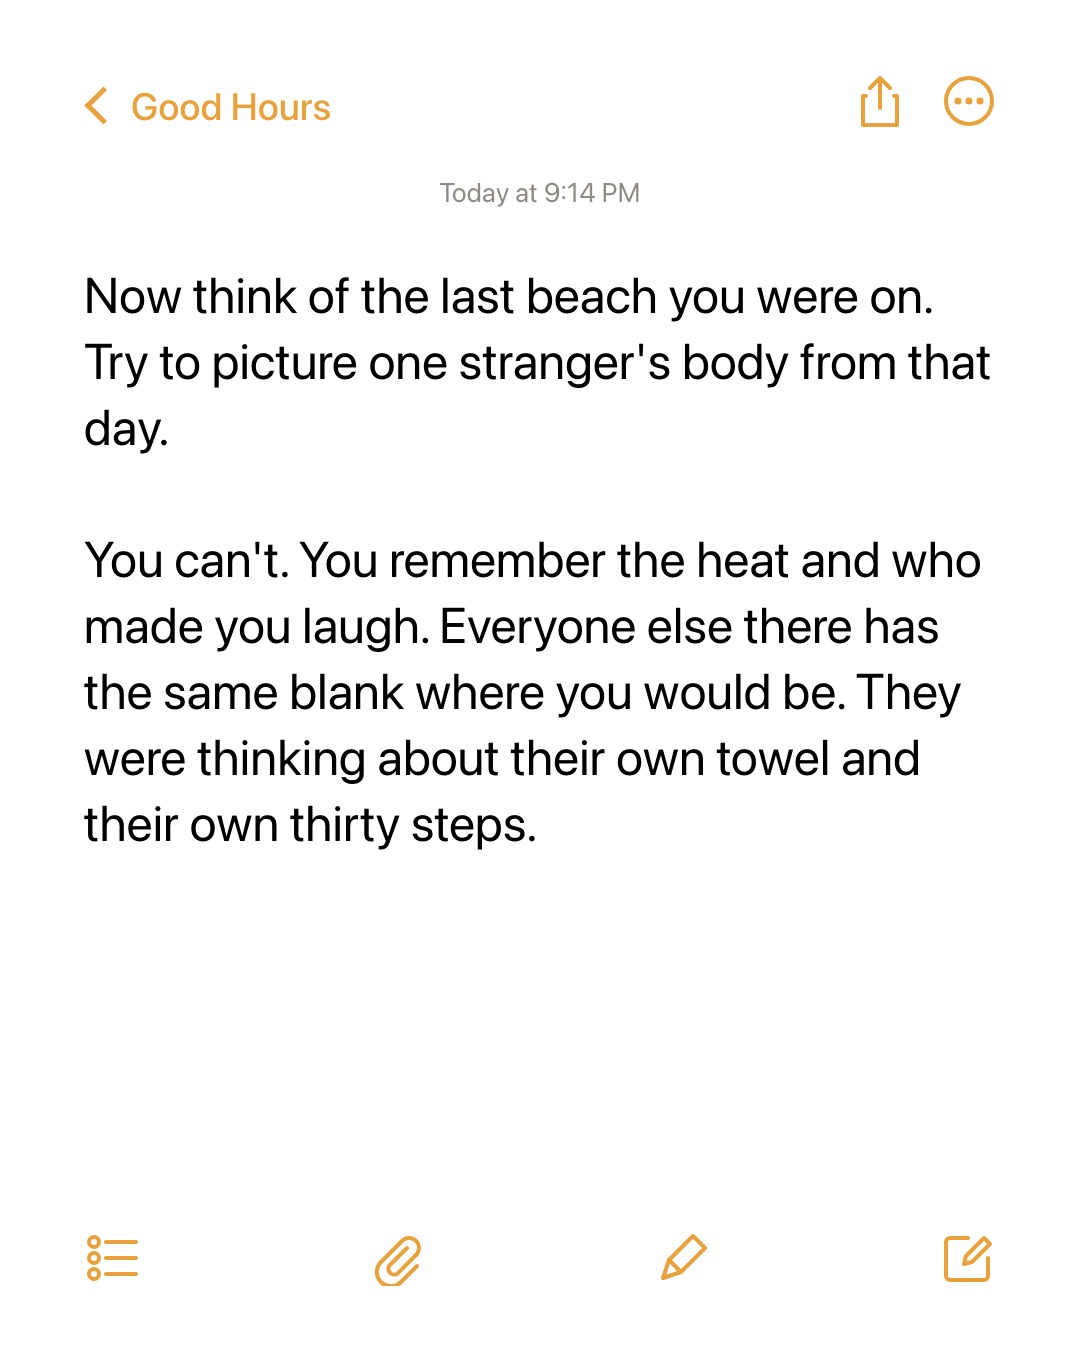 Good Hours
Today at 9:14 PM
Now think of the last beach you were on.
Try to picture one stranger's body from that
day.
You can't. You remember the heat and who
made you laugh. Everyone else there has
the same blank where you would be. They
were thinking about their own towel and
their own thirty steps.